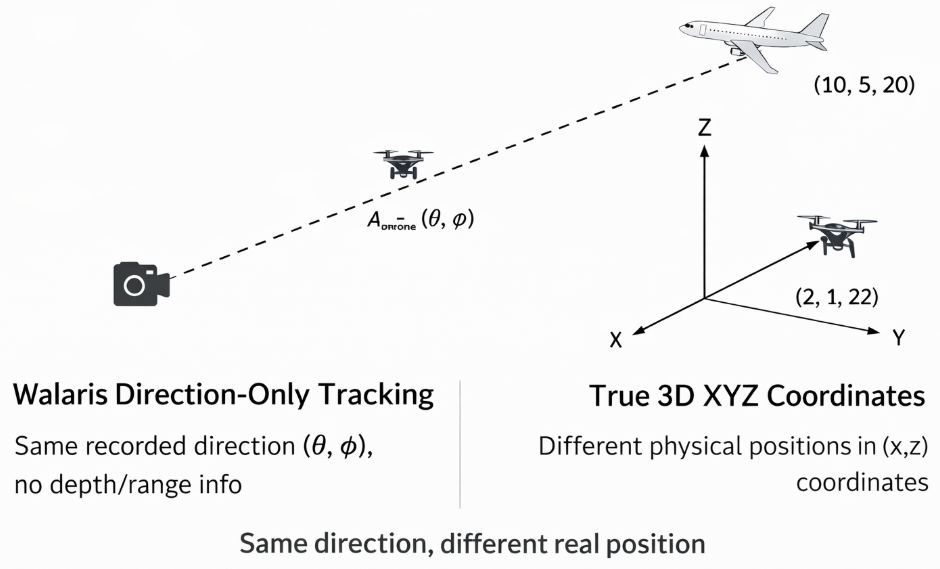 (10, 5, 20)
Z
A (θ, φ)
(2, 1, 22)
X
Y
Walaris Direction-Only Tracking
Same recorded direction (θ, φ),
no depth/range info
True 3D XYZ Coordinates
Different physical positions in (x,z)
coordinates
Same direction, different real position